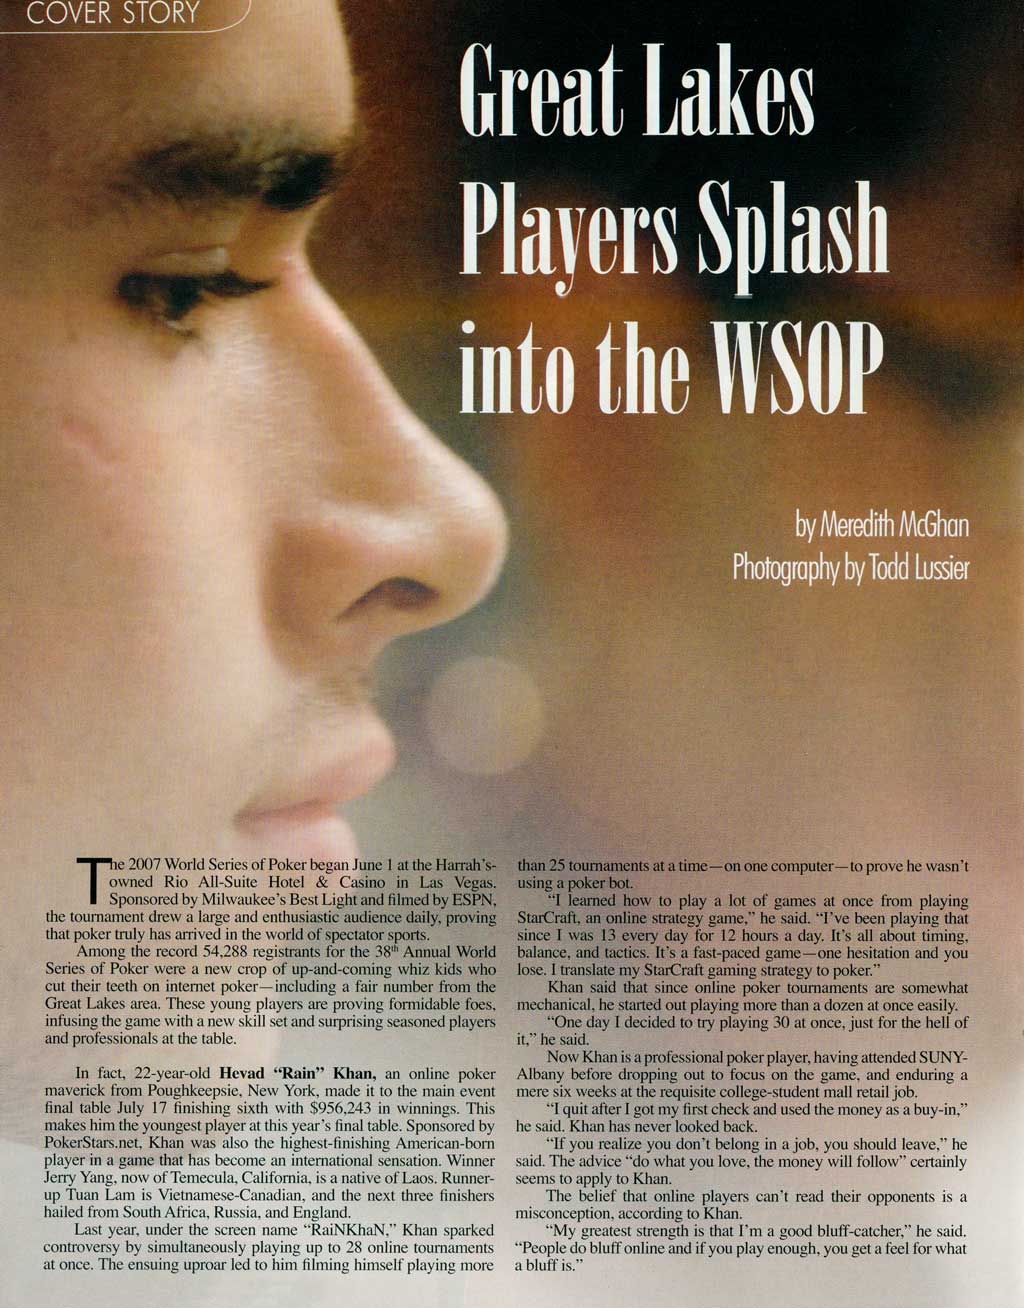 COVER STORY
Great Lakes
Players Splash
into the WSOP
by Meredith McGhan
Photography by Todd Lussier
The 2007 World Series of Poker began June 1 at the Harrah's-
owned Rio All-Suite Hotel & Casino in Las Vegas.
Sponsored by Milwaukee's Best Light and filmed by ESPN,
the tournament drew a large and enthusiastic audience daily, proving
that poker truly has arrived in the world of spectator sports.
Among the record 54,288 registrants for the 38th Annual World
Series of Poker were a new crop of up-and-coming whiz kids who
cut their teeth on internet poker—including a fair number from the
Great Lakes area. These young players are proving formidable foes,
infusing the game with a new skill set and surprising seasoned players
and professionals at the table.
In fact, 22-year-old Hevad “Rain” Khan, an online poker
maverick from Poughkeepsie, New York, made it to the main event
final table July 17 finishing sixth with $956,243 in winnings. This
makes him the youngest player at this year's final table. Sponsored by
PokerStars.net, Khan was also the highest-finishing American-born
player in a game that has become an international sensation. Winner
Jerry Yang, now of Temecula, California, is a native of Laos. Runner-
up Tuan Lam is Vietnamese-Canadian, and the next three finishers
hailed from South Africa, Russia, and England.
Last year, under the screen name “RaiNKhaN,” Khan sparked
controversy by simultaneously playing up to 28 online tournaments
at once. The ensuing uproar led to him filming himself playing more
than 25 tournaments at a time—on one computer—to prove he wasn't
using a poker bot.
“I learned how to play a lot of games at once from playing
StarCraft, an online strategy game,” he said. “I've been playing that
since I was 13 every day for 12 hours a day. It's all about timing,
balance, and tactics. It's a fast-paced game—one hesitation and you
lose. I translate my StarCraft gaming strategy to poker.”
Khan said that since online poker tournaments are somewhat
mechanical, he started out playing more than a dozen at once easily.
“One day I decided to try playing 30 at once, just for the hell of
it,” he said.
Now Khan is a professional poker player, having attended SUNY-
Albany before dropping out to focus on the game, and enduring a
mere six weeks at the requisite college-student mall retail job.
“I quit after I got my first check and used the money as a buy-in,”
he said. Khan has never looked back.
“If you realize you don't belong in a job, you should leave,” he
said. The advice “do what you love, the money will follow” certainly
seems to apply to Khan.
The belief that online players can't read their opponents is a
misconception, according to Khan.
“My greatest strength is that I'm a good bluff-catcher,” he said.
“People do bluff online and if you play enough, you get a feel for what
a bluff is.”